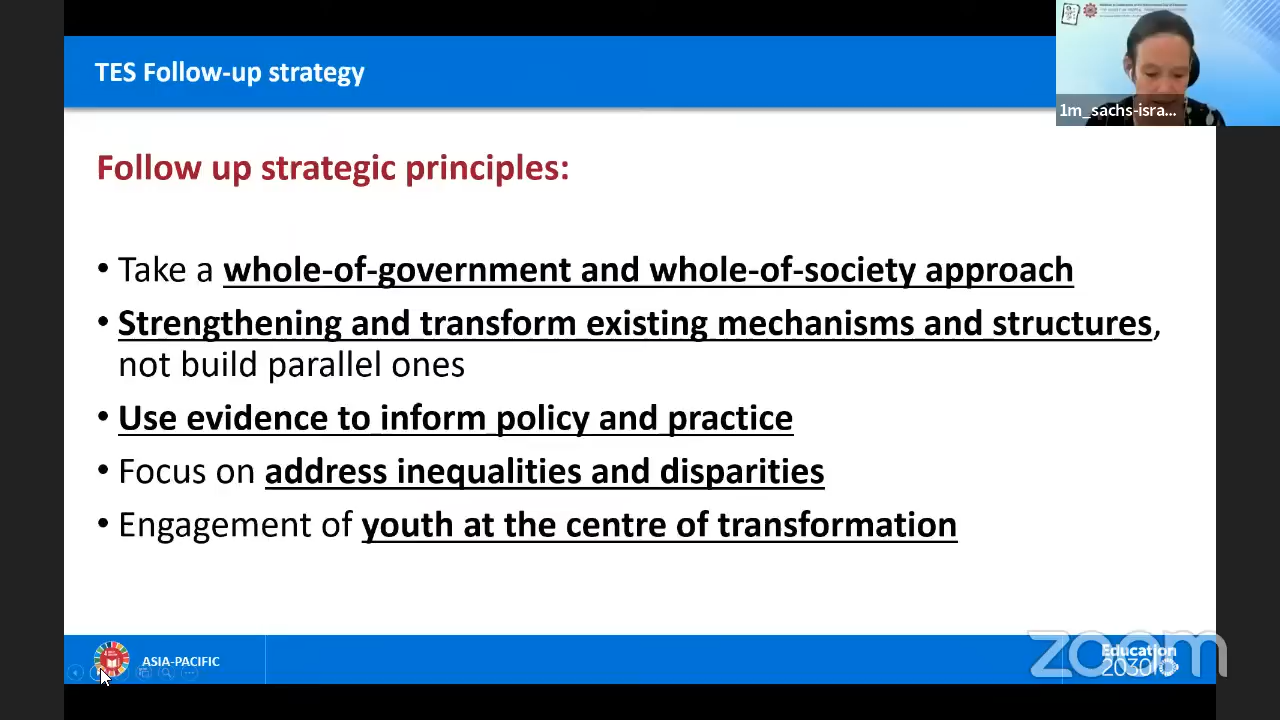 TES Follow-up strategy
1m_sachs-isra...
Follow up strategic principles:
• Take a whole-of-government and whole-of-society approach
• Strengthening and transform existing mechanisms and structures,
not build parallel ones
• Use evidence to inform policy and practice
• Focus on address inequalities and disparities
• Engagement of youth at the centre of transformation
ASIA-PACIFIC
Education
2030
zoom